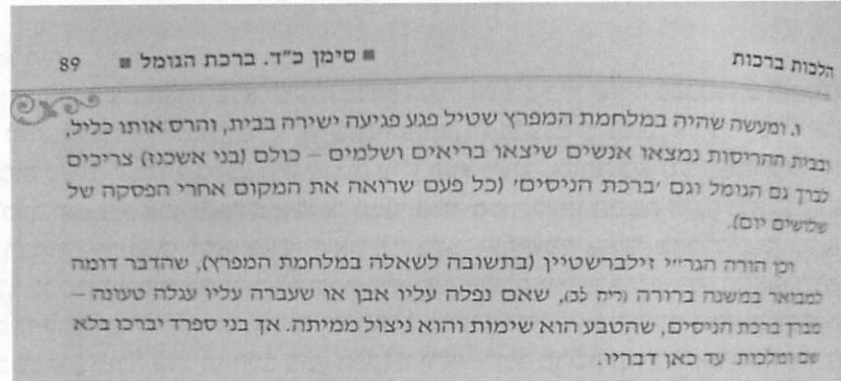 הלכות ברכות ■ סימן כ״ד. ברכת הגומל ■ 89
ו. ומעשה שהיה במלחמת המפרץ שטיל פגע פגיעה ישירה בבית, והרס אותו כליל,
ובבית ההריסות נמצאו אנשים שיצאו בריאים ושלמים – כולם (בני אשכנז) צריכים
לברך גם הגומל וגם ׳ברכת הניסים׳ (כל פעם שרואה את המקום אחרי הפסקה של
שלושים יום).
וכן הורה הגר״י זילברשטיין (בתשובה לשאלה במלחמת המפרץ), שהדבר דומה
למבואר במשנה ברורה (ריח לב), שאם נפלה עליו אבן או שעברה עליו עגלה טעונה –
מברך ברכת הניסים, שהטבע הוא שימות והוא ניצול ממיתה. אך בני ספרד יברכו בלא
שם ומלכות. עד כאן דבריו.